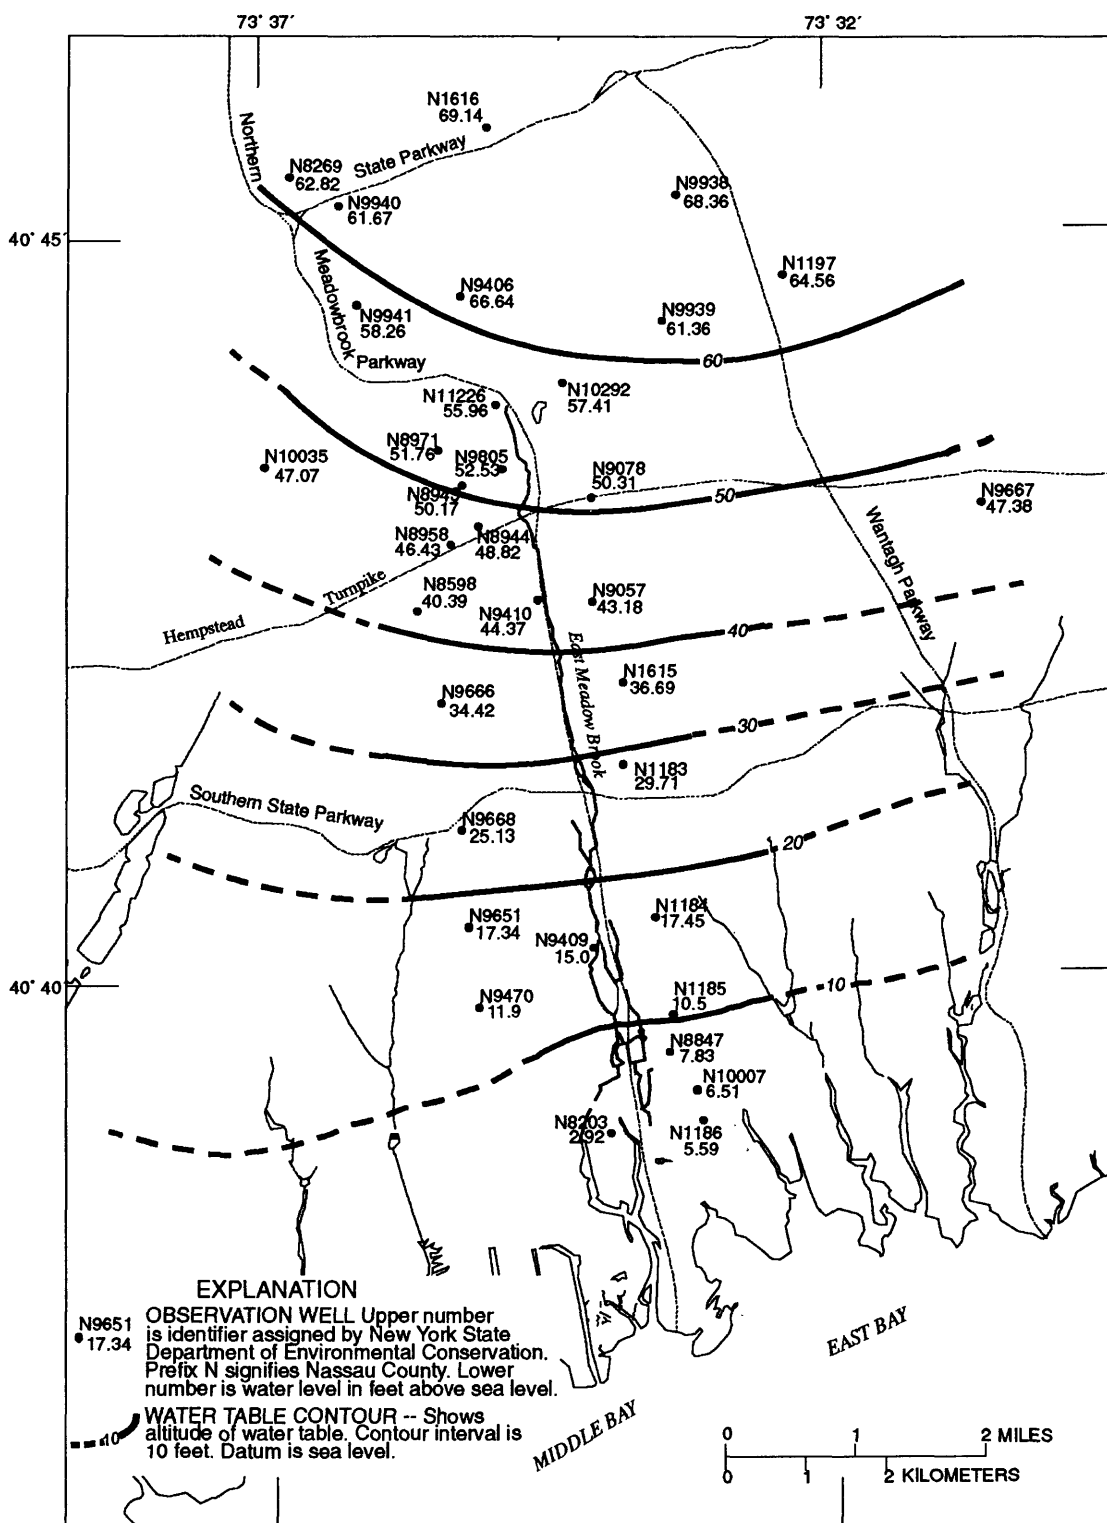 73° 37′
73° 32′
N1616
69.14
Northern
State Parkway
N8269
62.82
N9940
61.67
N9938
68.36
40° 45′
N1197
64.56
Meadowbrook
Parkway
N9406
66.64
N9941
58.26
N9939
61.36
60
N11226
55.96
N10292
57.41
N8971
51.76
N9805
52.53
N10035
47.07
N9078
50.31
50
N9667
47.38
50.17
N8958
46.43
N8944
48.82
Wantagh Parkway
Turnpike
Hempstead
N8598
40.39
N9410
44.37
N9057
43.18
40
East Meadow Brook
N1615
36.69
N9666
34.42
30
N1183
29.71
Southern State Parkway
N9668
25.13
20
N9651
17.34
N1184
17.45
N9409
15.0
40° 40′
N9470
11.9
N1185
10.5
10
N8847
7.83
N10007
6.51
N8203
2.92
N1186
5.59
EXPLANATION
N9651
17.34
OBSERVATION WELL Upper number
is identifier assigned by New York State
Department of Environmental Conservation.
Prefix N signifies Nassau County. Lower
number is water level in feet above sea level.
10
WATER TABLE CONTOUR -- Shows
altitude of water table. Contour interval is
10 feet. Datum is sea level.
MIDDLE BAY
EAST BAY
0 1 2 MILES
0 1 2 KILOMETERS